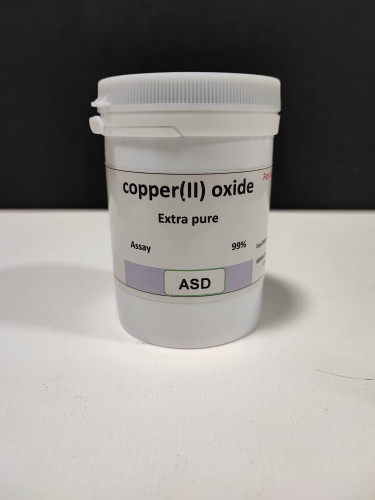 copper(II) oxide
Extra pure
Assay 99%
ASD